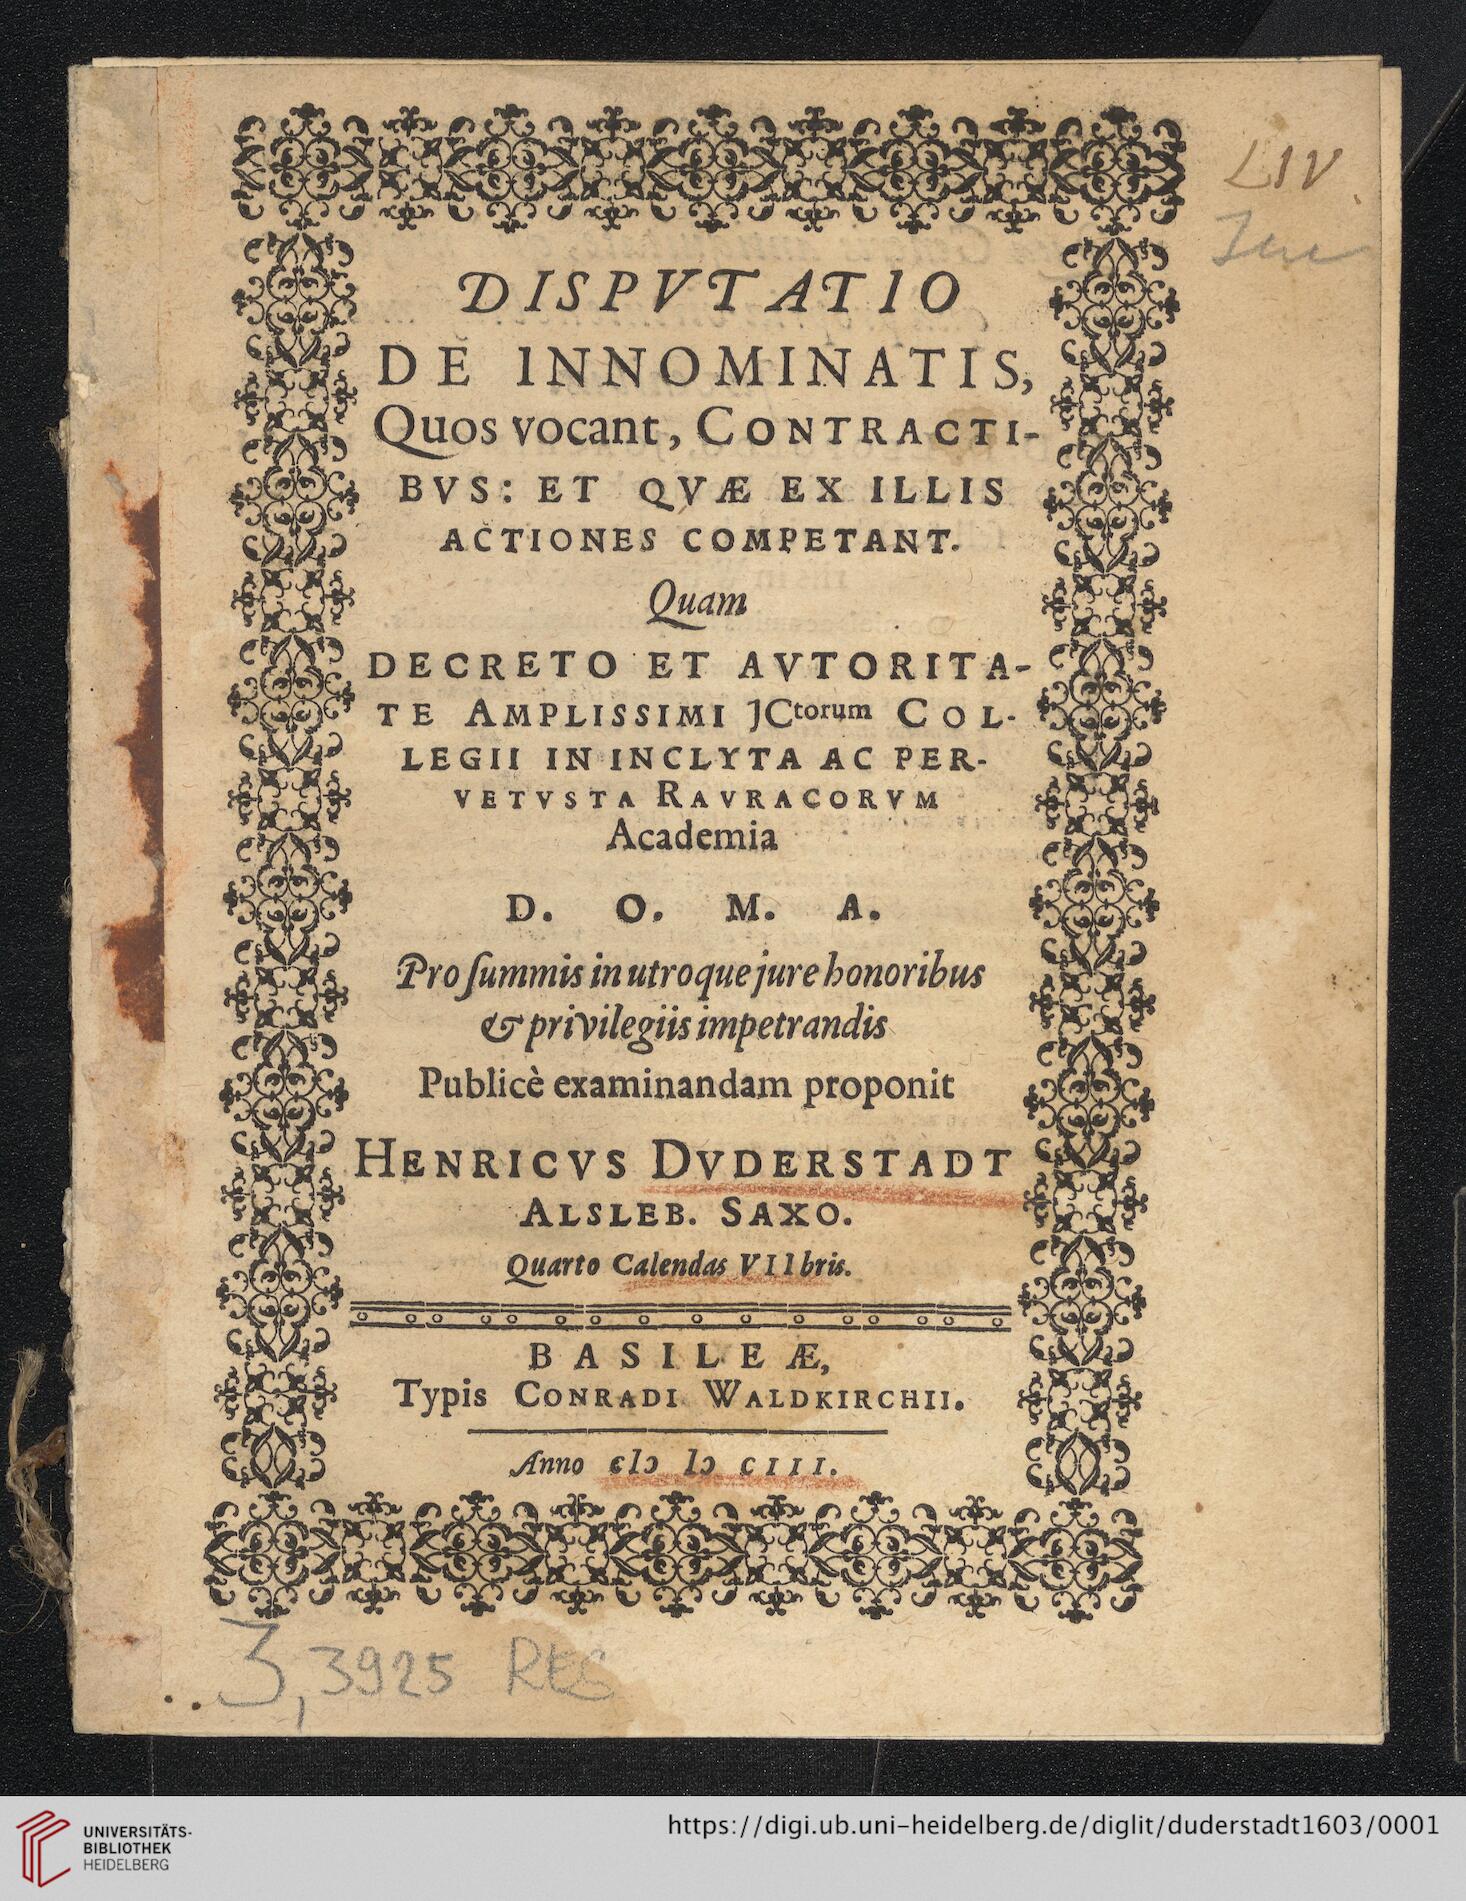 LIV
DISPVTATIO
DE INNOMINATIS,
Quos vocant, CONTRACTI-
BVS: ET QVÆ EX ILLIS
ACTIONES COMPETANT.
Quam
DECRETO ET AVTORITA-
TE AMPLISSIMI JCtorum COL-
LEGII IN INCLYTA AC PER-
VETVSTA RAVRACORVM
Academia
D. O. M. A.
Pro ſummis in utroque jure honoribus
& privilegiis impetrandis
Publicè examinandam proponit
HENRICVS DVDERSTADT
ALSLEB. SAXO.
Quarto Calendas VIIbris.
BASILEÆ,
Typis CONRADI WALDKIRCHII.
Anno cIɔ Iɔ CIII.
3, 3925 RES
UNIVERSITÄTS-
BIBLIOTHEK
HEIDELBERG
https://digi.ub.uni-heidelberg.de/diglit/duderstadt1603/0001